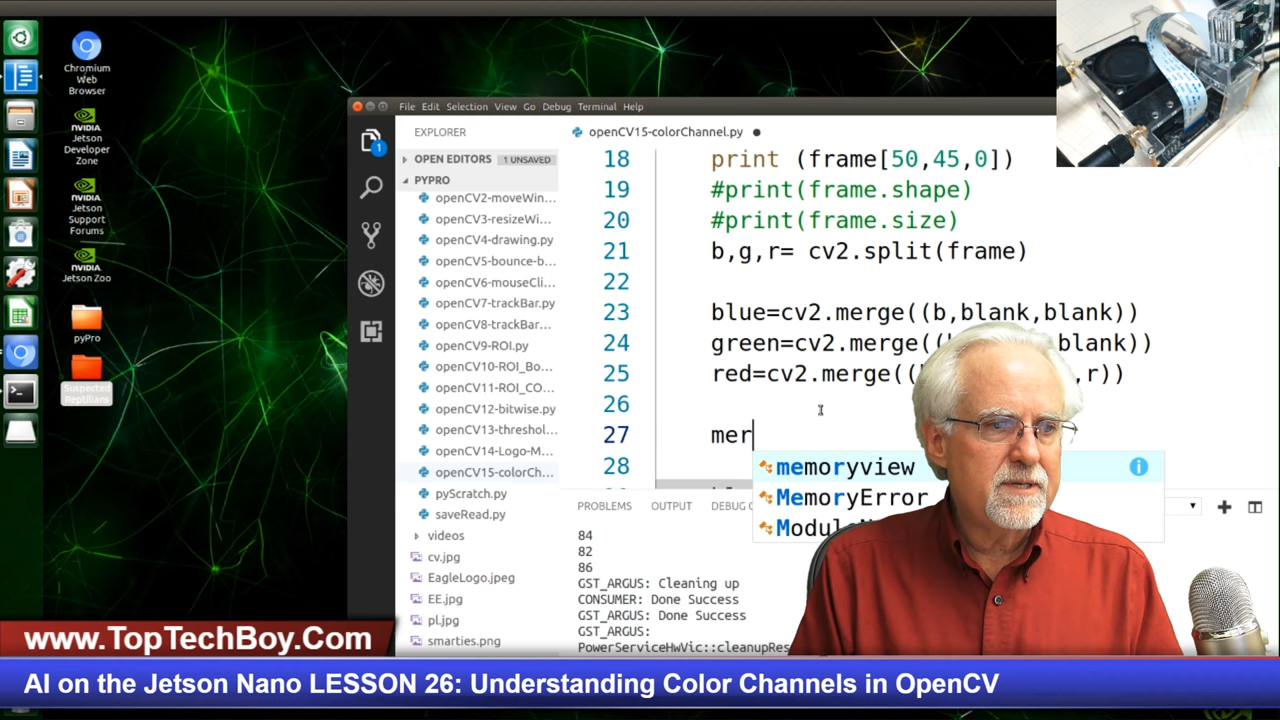 Chromium
Web
Browser
NVIDIA
Jetson
Developer
Zone
NVIDIA
Jetson
Support
Forums
NVIDIA
Jetson Zoo
pyPro
Suspected
Reptilians
File Edit Selection View Go Debug Terminal Help
EXPLORER
1
OPEN EDITORS 1 UNSAVED
PYPRO
openCV2-moveWin...
openCV3-resizeWi...
openCV4-drawing.py
openCV5-bounce-b...
openCV6-mouseCli...
openCV7-trackBar.py
openCV8-trackBar...
openCV9-ROI.py
openCV10-ROI_Bo...
openCV11-ROI_CO...
openCV12-bitwise.py
openCV13-threshol...
openCV14-Logo-M...
openCV15-colorCh...
pyScratch.py
saveRead.py
videos
cv.jpg
EagleLogo.jpeg
EE.jpg
pl.jpg
smarties.png
openCV15-colorChannel.py
18 print (frame[50,45,0])
19 #print(frame.shape)
20 #print(frame.size)
21 b,g,r= cv2.split(frame)
22
23 blue=cv2.merge((b,blank,blank))
24 green=cv2.merge(( blank))
25 red=cv2.merge(( ,r))
26
27 mer
28
memoryview
MemoryError
PROBLEMS OUTPUT DEBUG
84
82
86
GST_ARGUS: Cleaning up
CONSUMER: Done Success
GST_ARGUS: Done Success
GST_ARGUS:
PowerServiceHwVic::cleanupRes
www.TopTechBoy.Com
AI on the Jetson Nano LESSON 26: Understanding Color Channels in OpenCV